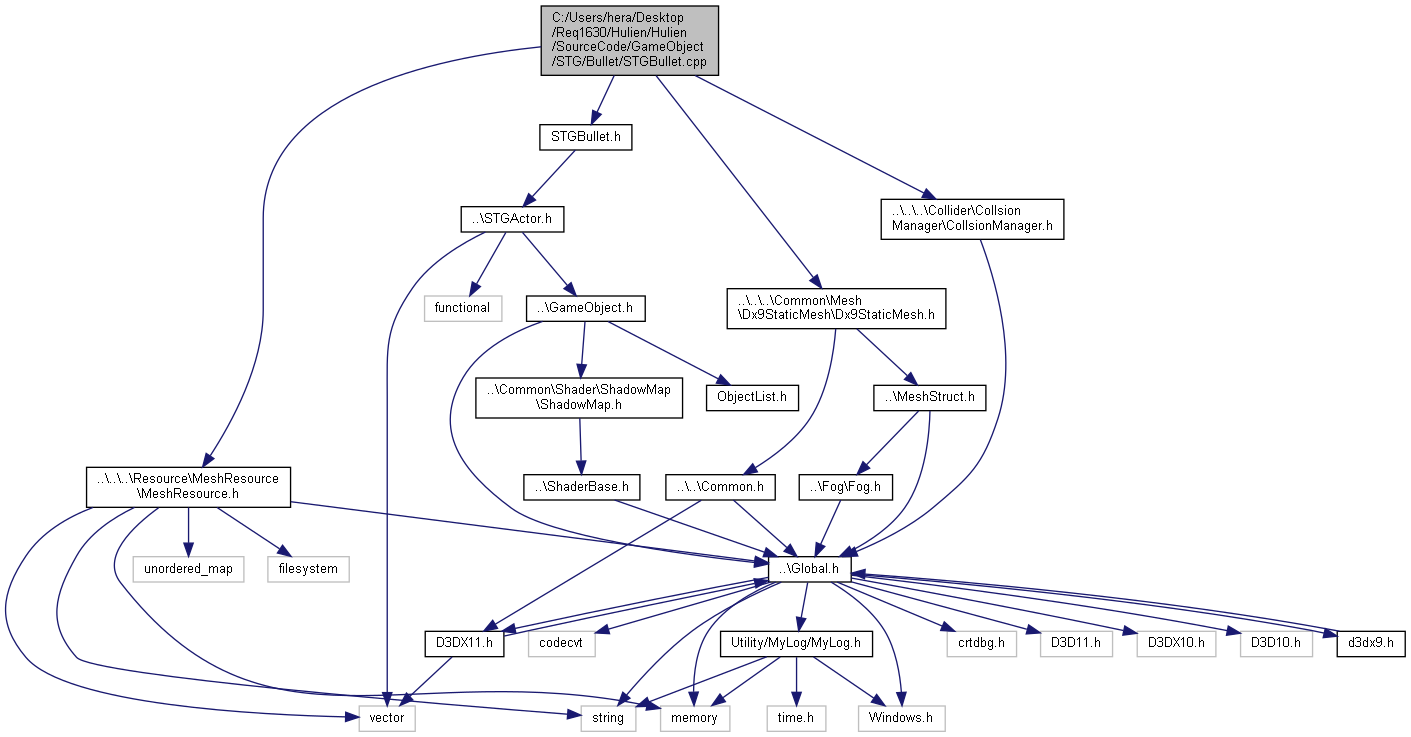 C:/Users/hera/Desktop
/Req1630/Hulien/Hulien
/SourceCode/GameObject
/STG/Bullet/STGBullet.cpp
STGBullet.h
..\STGActor.h
..\..\..\Collider\Collsion
Manager\CollsionManager.h
functional
..\GameObject.h
..\..\..\Common\Mesh
\Dx9StaticMesh\Dx9StaticMesh.h
..\Common\Shader\ShadowMap
\ShadowMap.h
ObjectList.h
..\MeshStruct.h
..\..\..\Resource\MeshResource
\MeshResource.h
..\ShaderBase.h
..\..\Common.h
..\Fog\Fog.h
unordered_map
filesystem
..\Global.h
D3DX11.h
codecvt
Utility/MyLog/MyLog.h
crtdbg.h
D3D11.h
D3DX10.h
D3D10.h
d3dx9.h
vector
string
memory
time.h
Windows.h